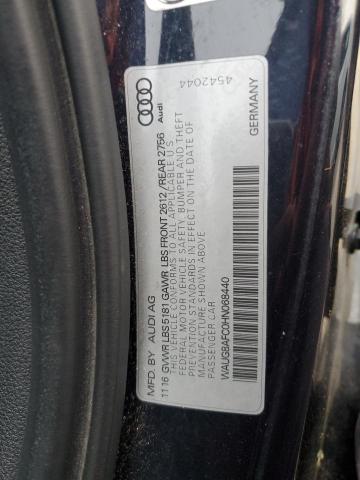 Audi
4542044
GERMANY
MFD. BY AUDI AG
11 16 GVWR LBS 5181 GAWR LBS FRONT 2612 /REAR 2756
THIS VEHICLE CONFORMS TO ALL APPLICABLE U.S.
FEDERAL MOTOR VEHICLE SAFETY, BUMPER AND THEFT
PREVENTION STANDARDS IN EFFECT ON THE DATE OF
MANUFACTURE SHOWN ABOVE
PASSENGER CAR
WAUG8AFC0HN068440